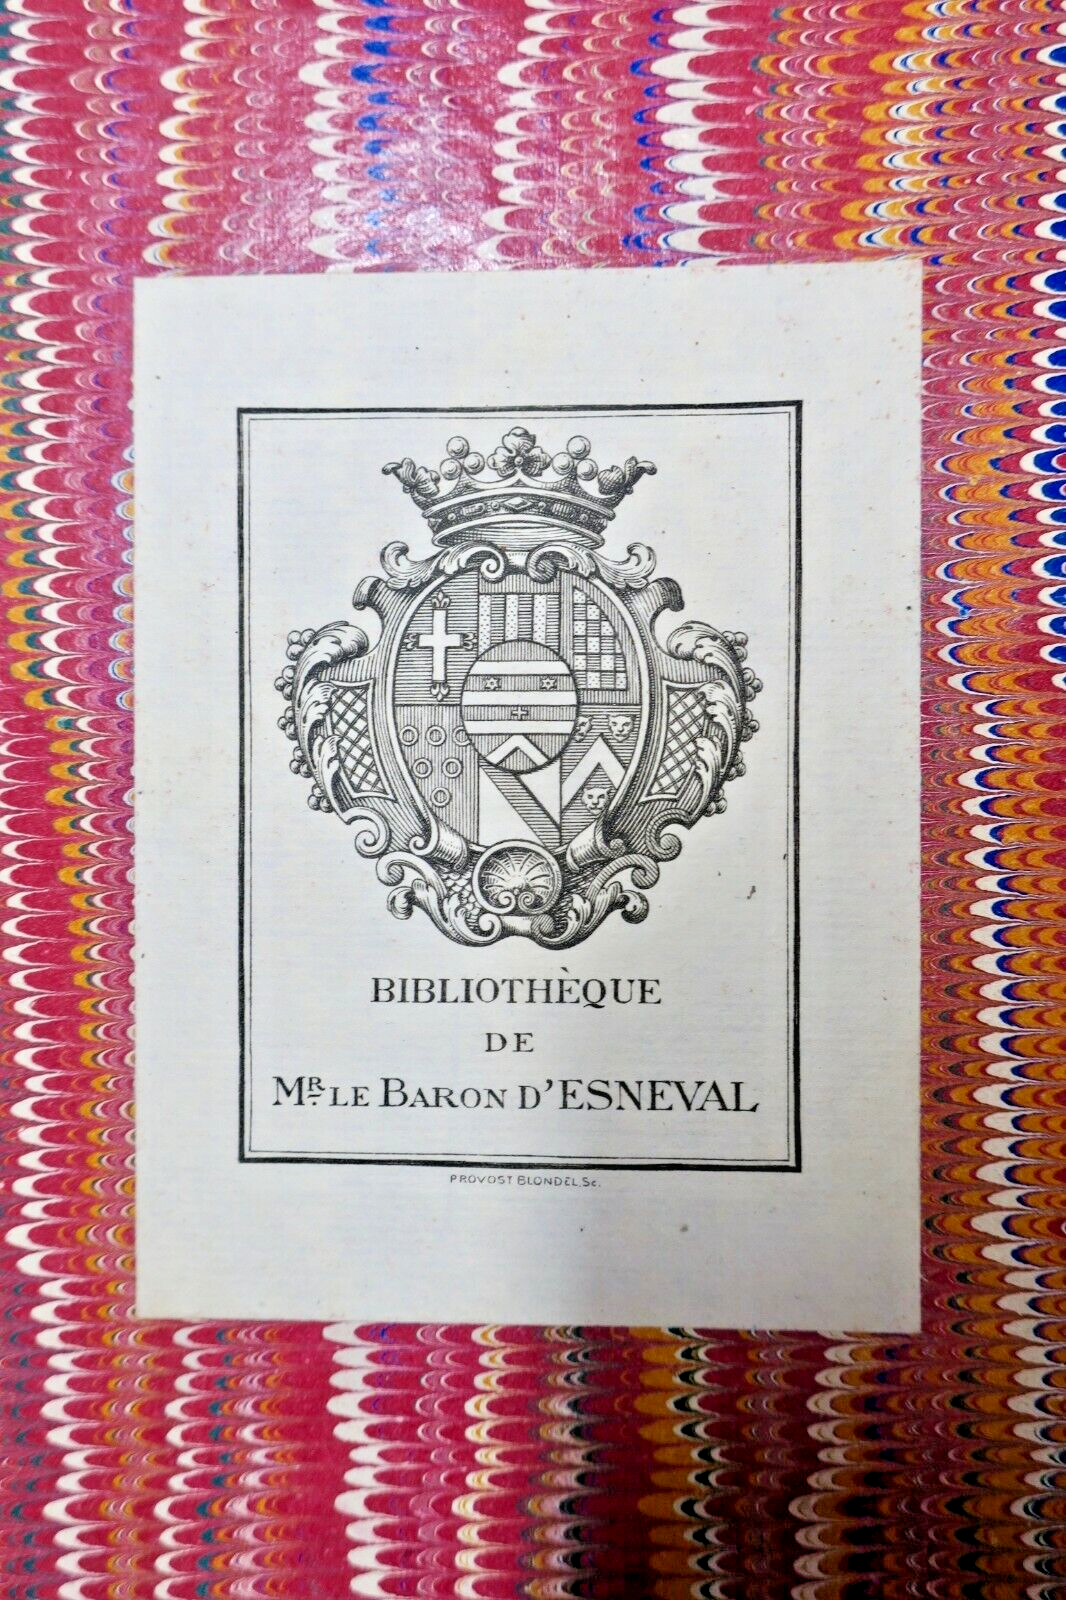 BIBLIOTHÈQUE
DE
MR. LE BARON D'ESNEVAL
PROVOST BLONDEL. Sc.